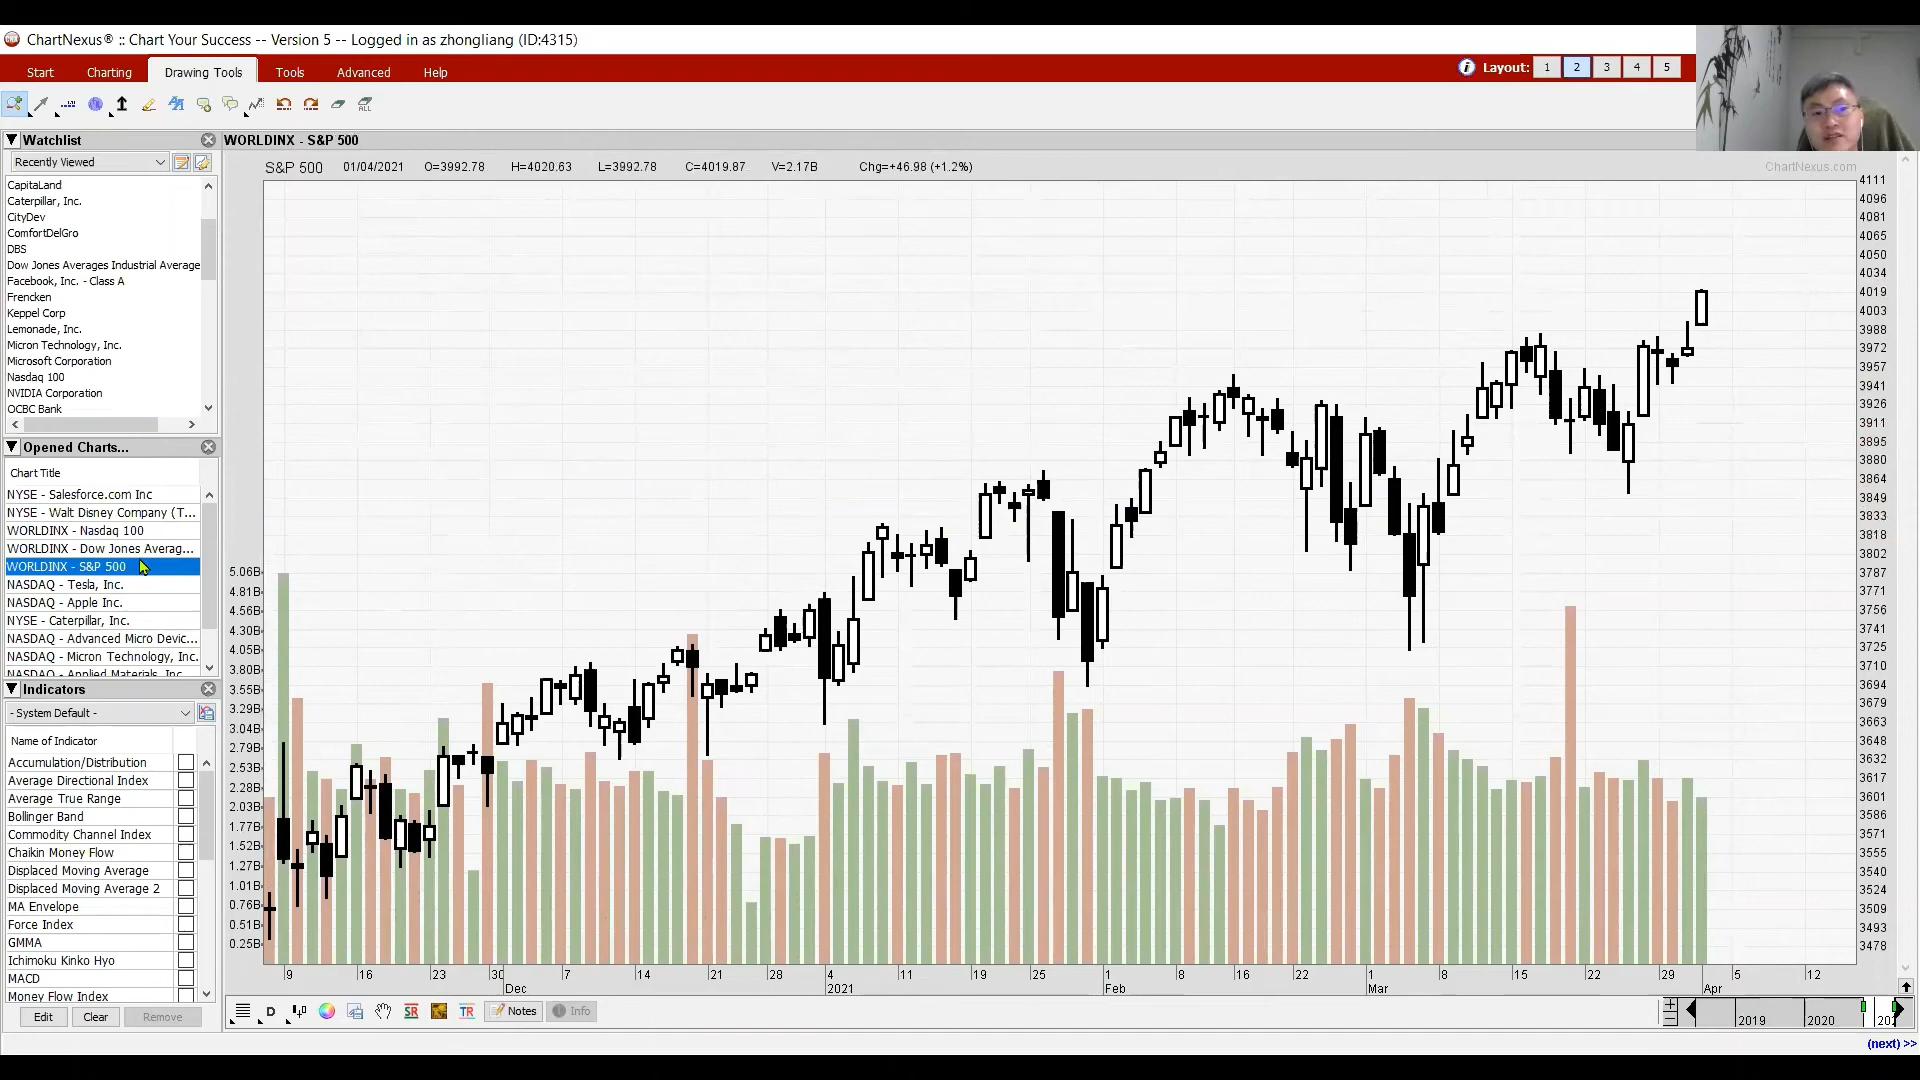 ChartNexus® :: Chart Your Success -- Version 5 -- Logged in as zhongliang (ID:4315)
Start Charting Drawing Tools Tools Advanced Help
Layout: 1 2 3 4 5
Watchlist
Recently Viewed
CapitaLand
Caterpillar, Inc.
CityDev
ComfortDelGro
DBS
Dow Jones Averages Industrial Average
Facebook, Inc. - Class A
Frencken
Keppel Corp
Lemonade, Inc.
Micron Technology, Inc.
Microsoft Corporation
Nasdaq 100
NVIDIA Corporation
OCBC Bank
Opened Charts...
Chart Title
NYSE - Salesforce.com Inc
NYSE - Walt Disney Company (T...
WORLDINX - Nasdaq 100
WORLDINX - Dow Jones Averag...
WORLDINX - S&P 500
NASDAQ - Tesla, Inc.
NASDAQ - Apple Inc.
NYSE - Caterpillar, Inc.
NASDAQ - Advanced Micro Devic...
NASDAQ - Micron Technology, Inc.
NASDAQ - Applied Materials, Inc.
Indicators
- System Default -
Name of Indicator
Accumulation/Distribution
Average Directional Index
Average True Range
Bollinger Band
Commodity Channel Index
Chaikin Money Flow
Displaced Moving Average
Displaced Moving Average 2
MA Envelope
Force Index
GMMA
Ichimoku Kinko Hyo
MACD
Money Flow Index
Edit Clear Remove
WORLDINX - S&P 500
S&P 500 01/04/2021 O=3992.78 H=4020.63 L=3992.78 C=4019.87 V=2.17B Chg=+46.98 (+1.2%)
ChartNexus.com
4111
4096
4081
4065
4050
4034
4019
4003
3988
3972
3957
3941
3926
3911
3895
3880
3864
3849
3833
3818
3802
3787
3771
3756
3741
3725
3710
3694
3679
3663
3648
3632
3617
3601
3586
3571
3555
3540
3524
3509
3493
3478
5.06B
4.81B
4.56B
4.30B
4.05B
3.80B
3.55B
3.29B
3.04B
2.79B
2.53B
2.28B
2.03B
1.77B
1.52B
1.27B
1.01B
0.76B
0.51B
0.25B
9 16 23 30 7 14 21 28 4 11 19 25 1 8 16 22 1 8 15 22 29 5 12
Dec 2021 Feb Mar Apr
D SR TR Notes Info
2019 2020 202
(next) >>